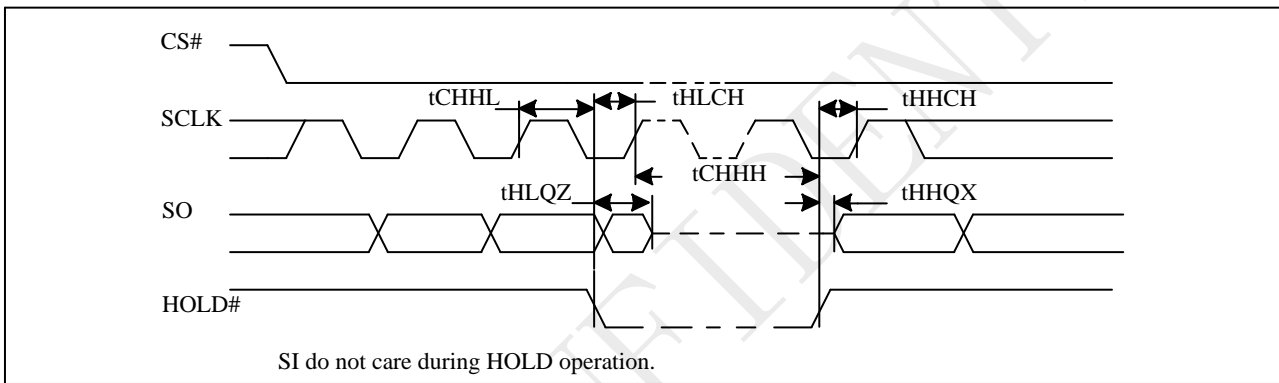 CS#
tCHHL
tHLCH
tHHCH
SCLK
tCHHH
tHLQZ
tHHQX
SO
HOLD#
SI do not care during HOLD operation.